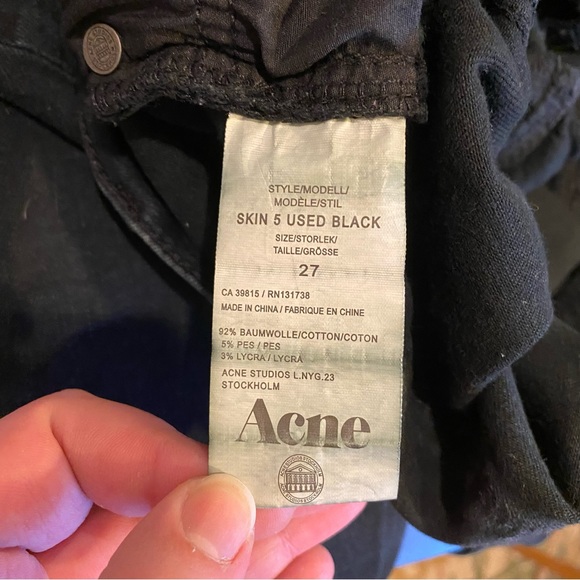 STYLE/MODELL/
MODÈLE/STIL
SKIN 5 USED BLACK
SIZE/STORLEK/
TAILLE/GRÖSSE
27
CA 39815 / RN131738
MADE IN CHINA / FABRIQUE EN CHINE
92% BAUMWOLLE/COTTON/COTON
5% PES / PES
3% LYCRA / LYCRA
ACNE STUDIOS L.NYG.23
STOCKHOLM
Acne